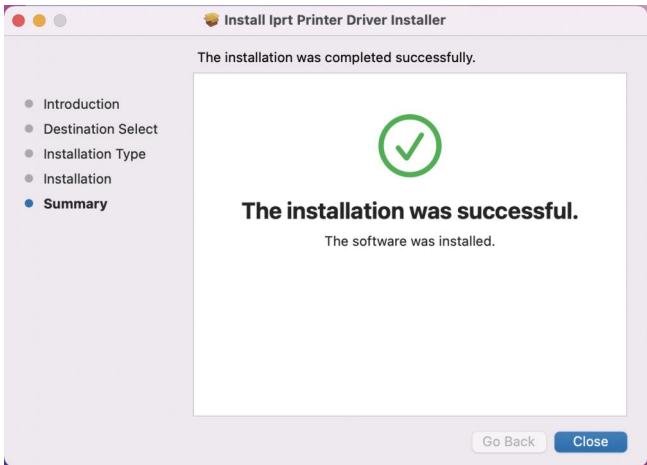 Install Iprt Printer Driver Installer
The installation was completed successfully.
Introduction
Destination Select
Installation Type
Installation
Summary
The installation was successful.
The software was installed.
Go Back
Close